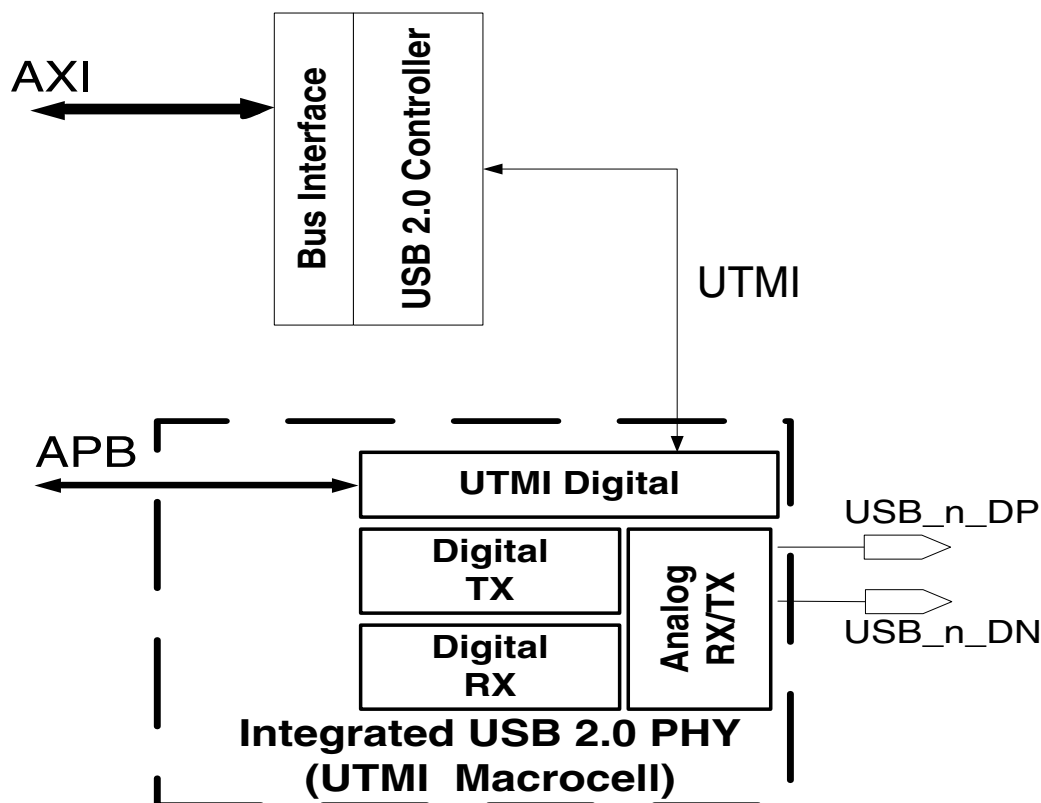 AXI
Bus Interface
USB 2.0 Controller
UTMI
APB
UTMI Digital
Digital
TX
Digital
RX
Analog
RX/TX
USB_n_DP
USB_n_DN
Integrated USB 2.0 PHY
(UTMI Macrocell)